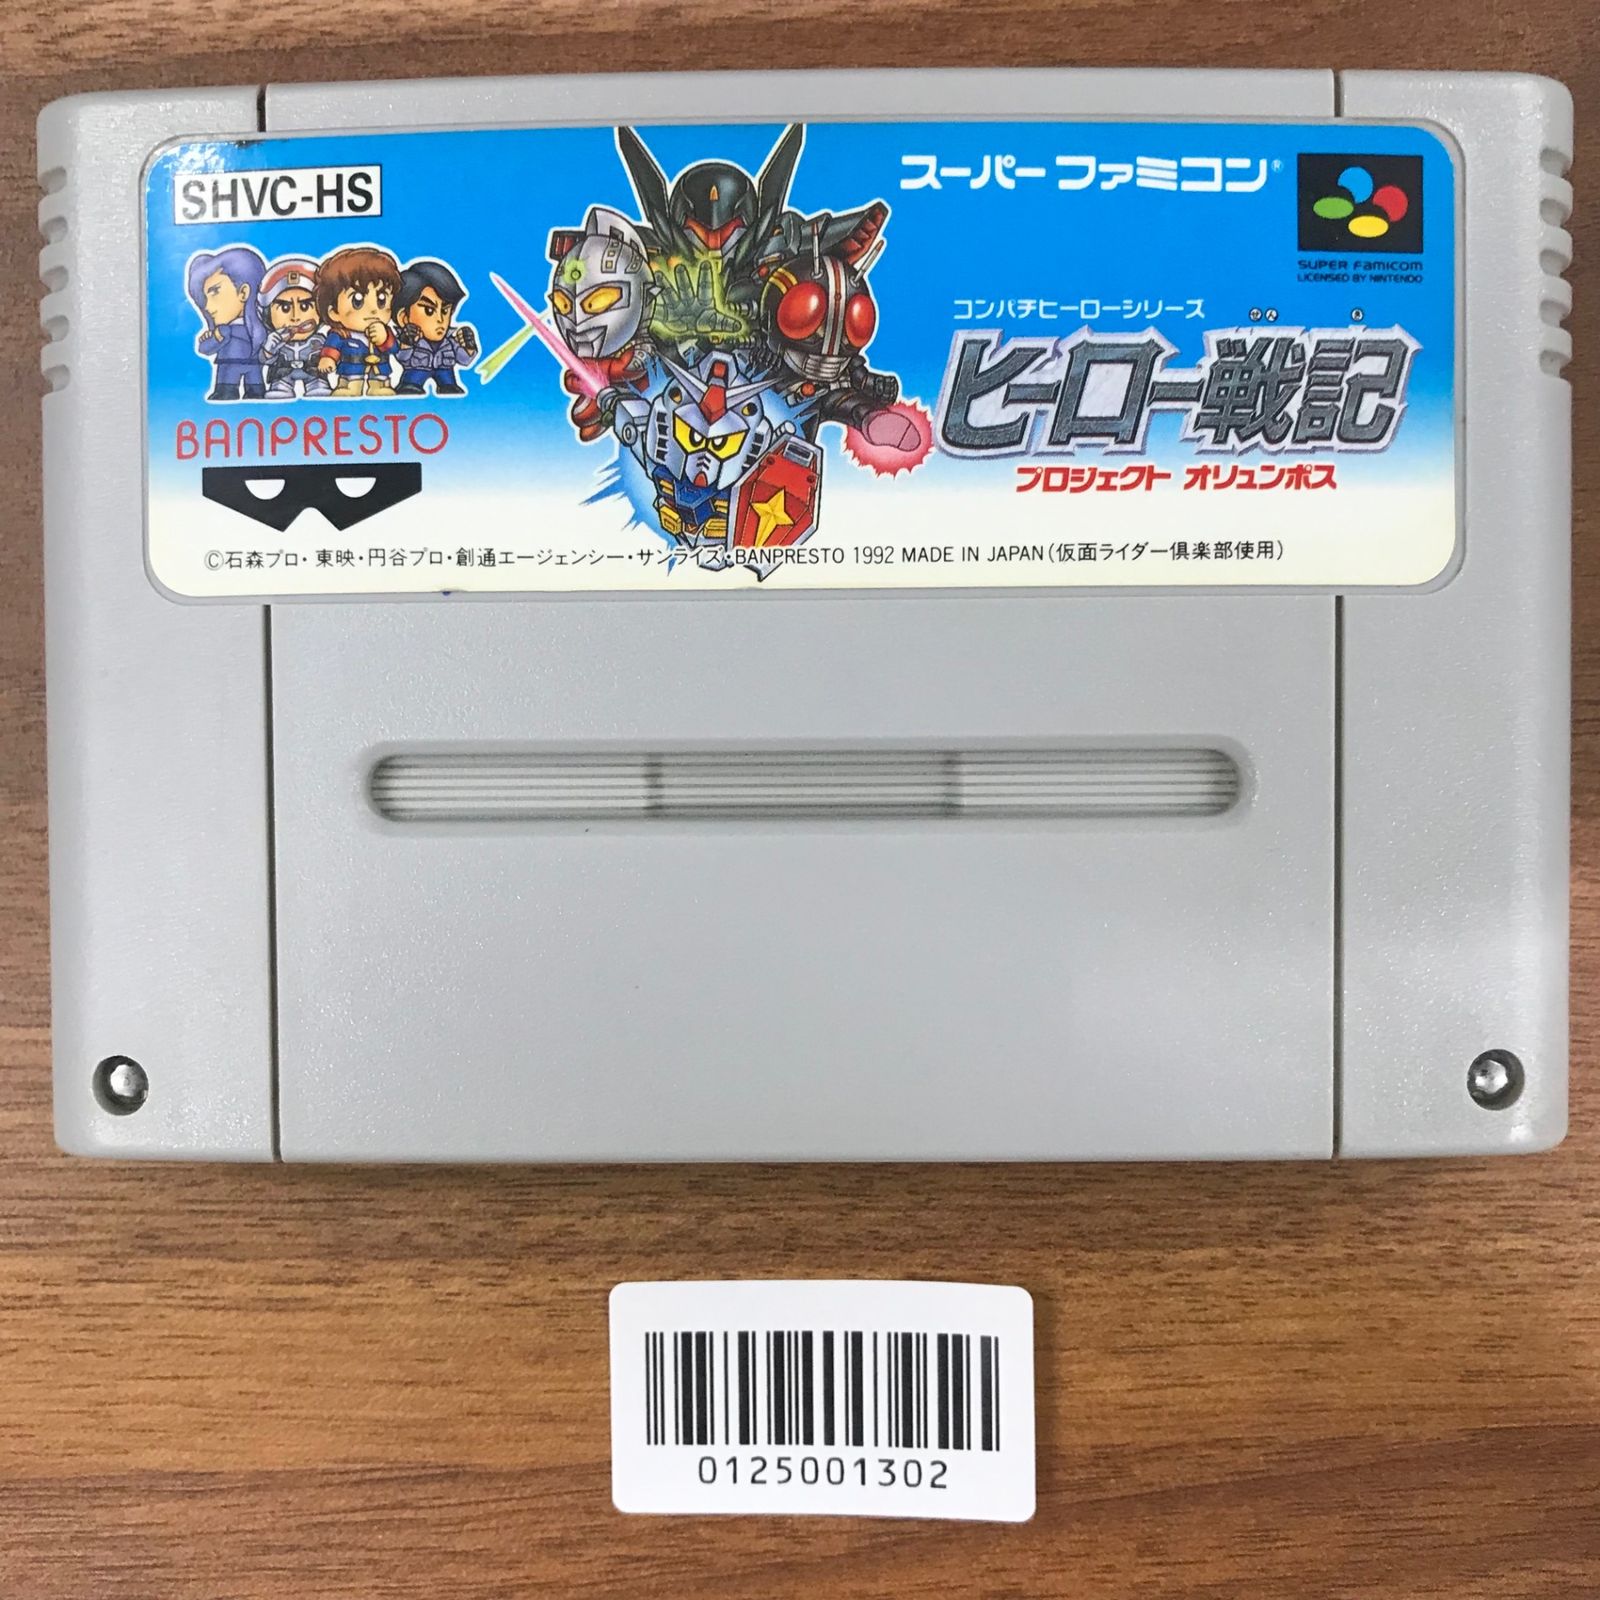 SHVC-HS
スーパーファミコン®
SUPER FAMICOM
LICENSED BY NINTENDO
コンパチヒーローシリーズ
せん き
ヒーロー戦記
プロジェクト オリュンポス
BANPRESTO
©石森プロ・東映・円谷プロ・創通エージェンシー・サンライズ・BANPRESTO 1992 MADE IN JAPAN(仮面ライダー倶楽部使用)
0125001302